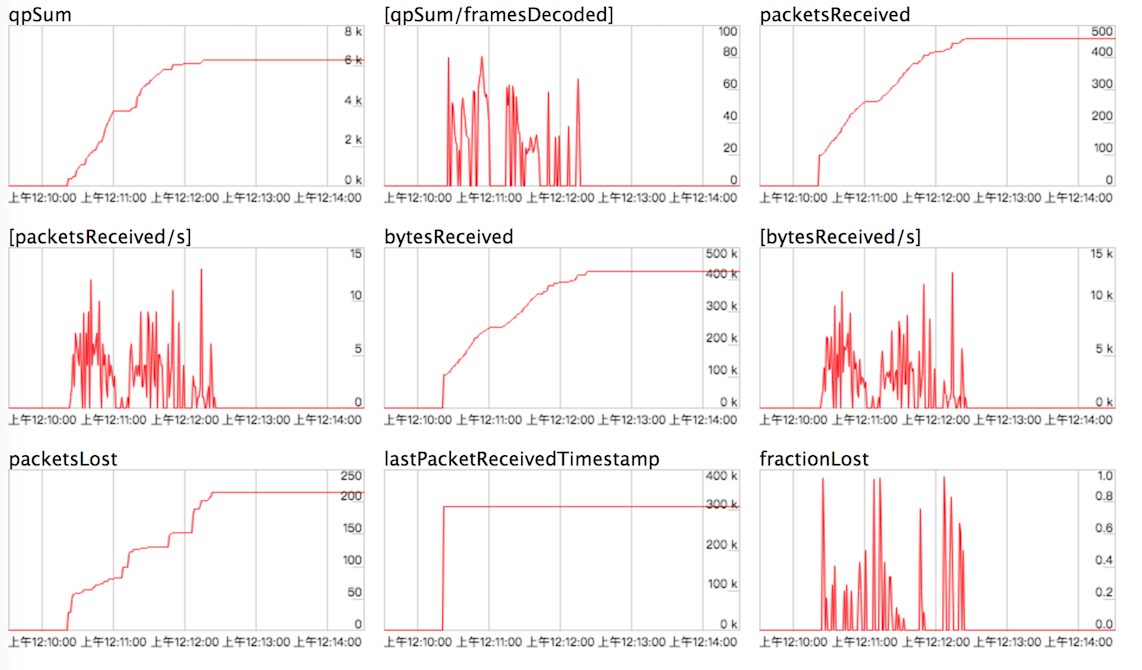 qpSum
8 k
6 k
4 k
2 k
0 k
上午12:10:00 上午12:11:00 上午12:12:00 上午12:13:00 上午12:14:00
[qpSum/framesDecoded]
100
80
60
40
20
0
上午12:10:00 上午12:11:00 上午12:12:00 上午12:13:00 上午12:14:00
packetsReceived
500
400
300
200
100
0
上午12:10:00 上午12:11:00 上午12:12:00 上午12:13:00 上午12:14:00
[packetsReceived/s]
15
10
5
0
上午12:10:00 上午12:11:00 上午12:12:00 上午12:13:00 上午12:14:00
bytesReceived
500 k
400 k
300 k
200 k
100 k
0 k
上午12:10:00 上午12:11:00 上午12:12:00 上午12:13:00 上午12:14:00
[bytesReceived/s]
15 k
10 k
5 k
0 k
上午12:10:00 上午12:11:00 上午12:12:00 上午12:13:00 上午12:14:00
packetsLost
250
200
150
100
50
0
上午12:10:00 上午12:11:00 上午12:12:00 上午12:13:00 上午12:14:00
lastPacketReceivedTimestamp
400 k
300 k
200 k
100 k
0 k
上午12:10:00 上午12:11:00 上午12:12:00 上午12:13:00 上午12:14:00
fractionLost
1.0
0.8
0.6
0.4
0.2
0.0
上午12:10:00 上午12:11:00 上午12:12:00 上午12:13:00 上午12:14:00